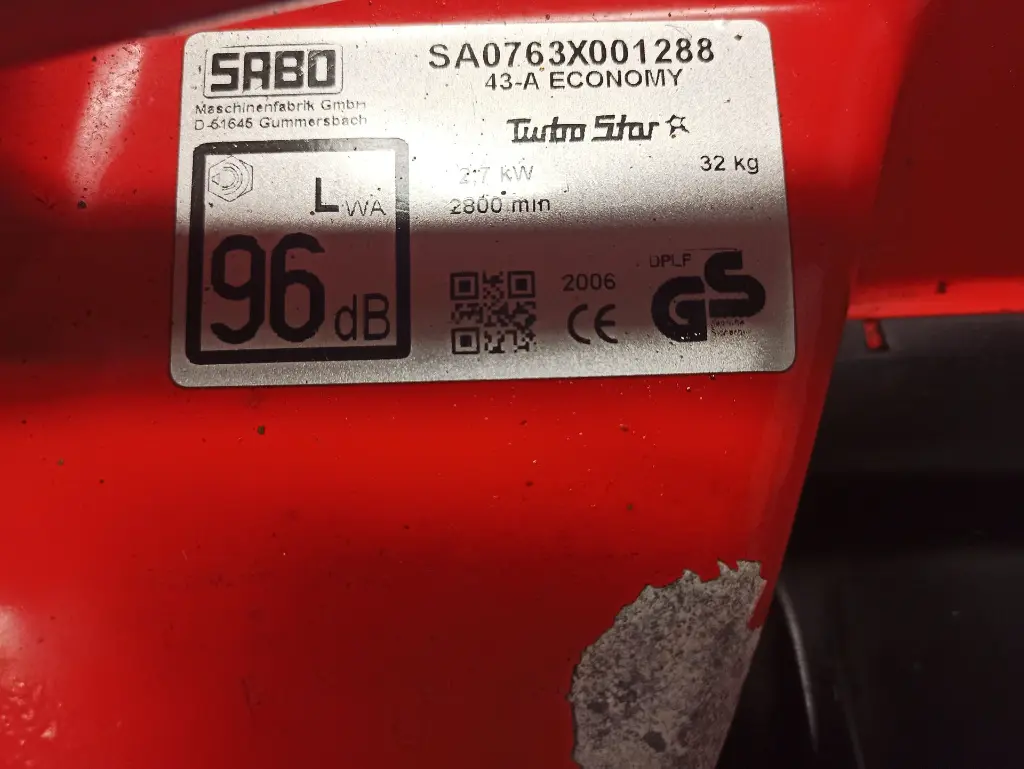 SABO
Maschinenfabrik GmbH
D-51645 Gummersbach
SA0763X001288
43-A ECONOMY
Turbo Star
2,7 kW
32 kg
2800 min
LWA
96 dB
2006
CE
DPLF
GS